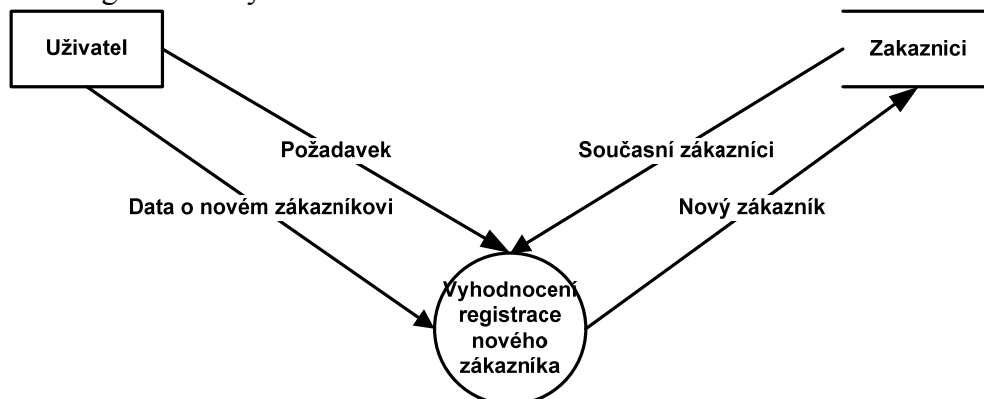 Uživatel
Zakaznici
Požadavek
Současní zákazníci
Data o novém zákazníkovi
Nový zákazník
Vyhodnocení
registrace
nového
zákazníka